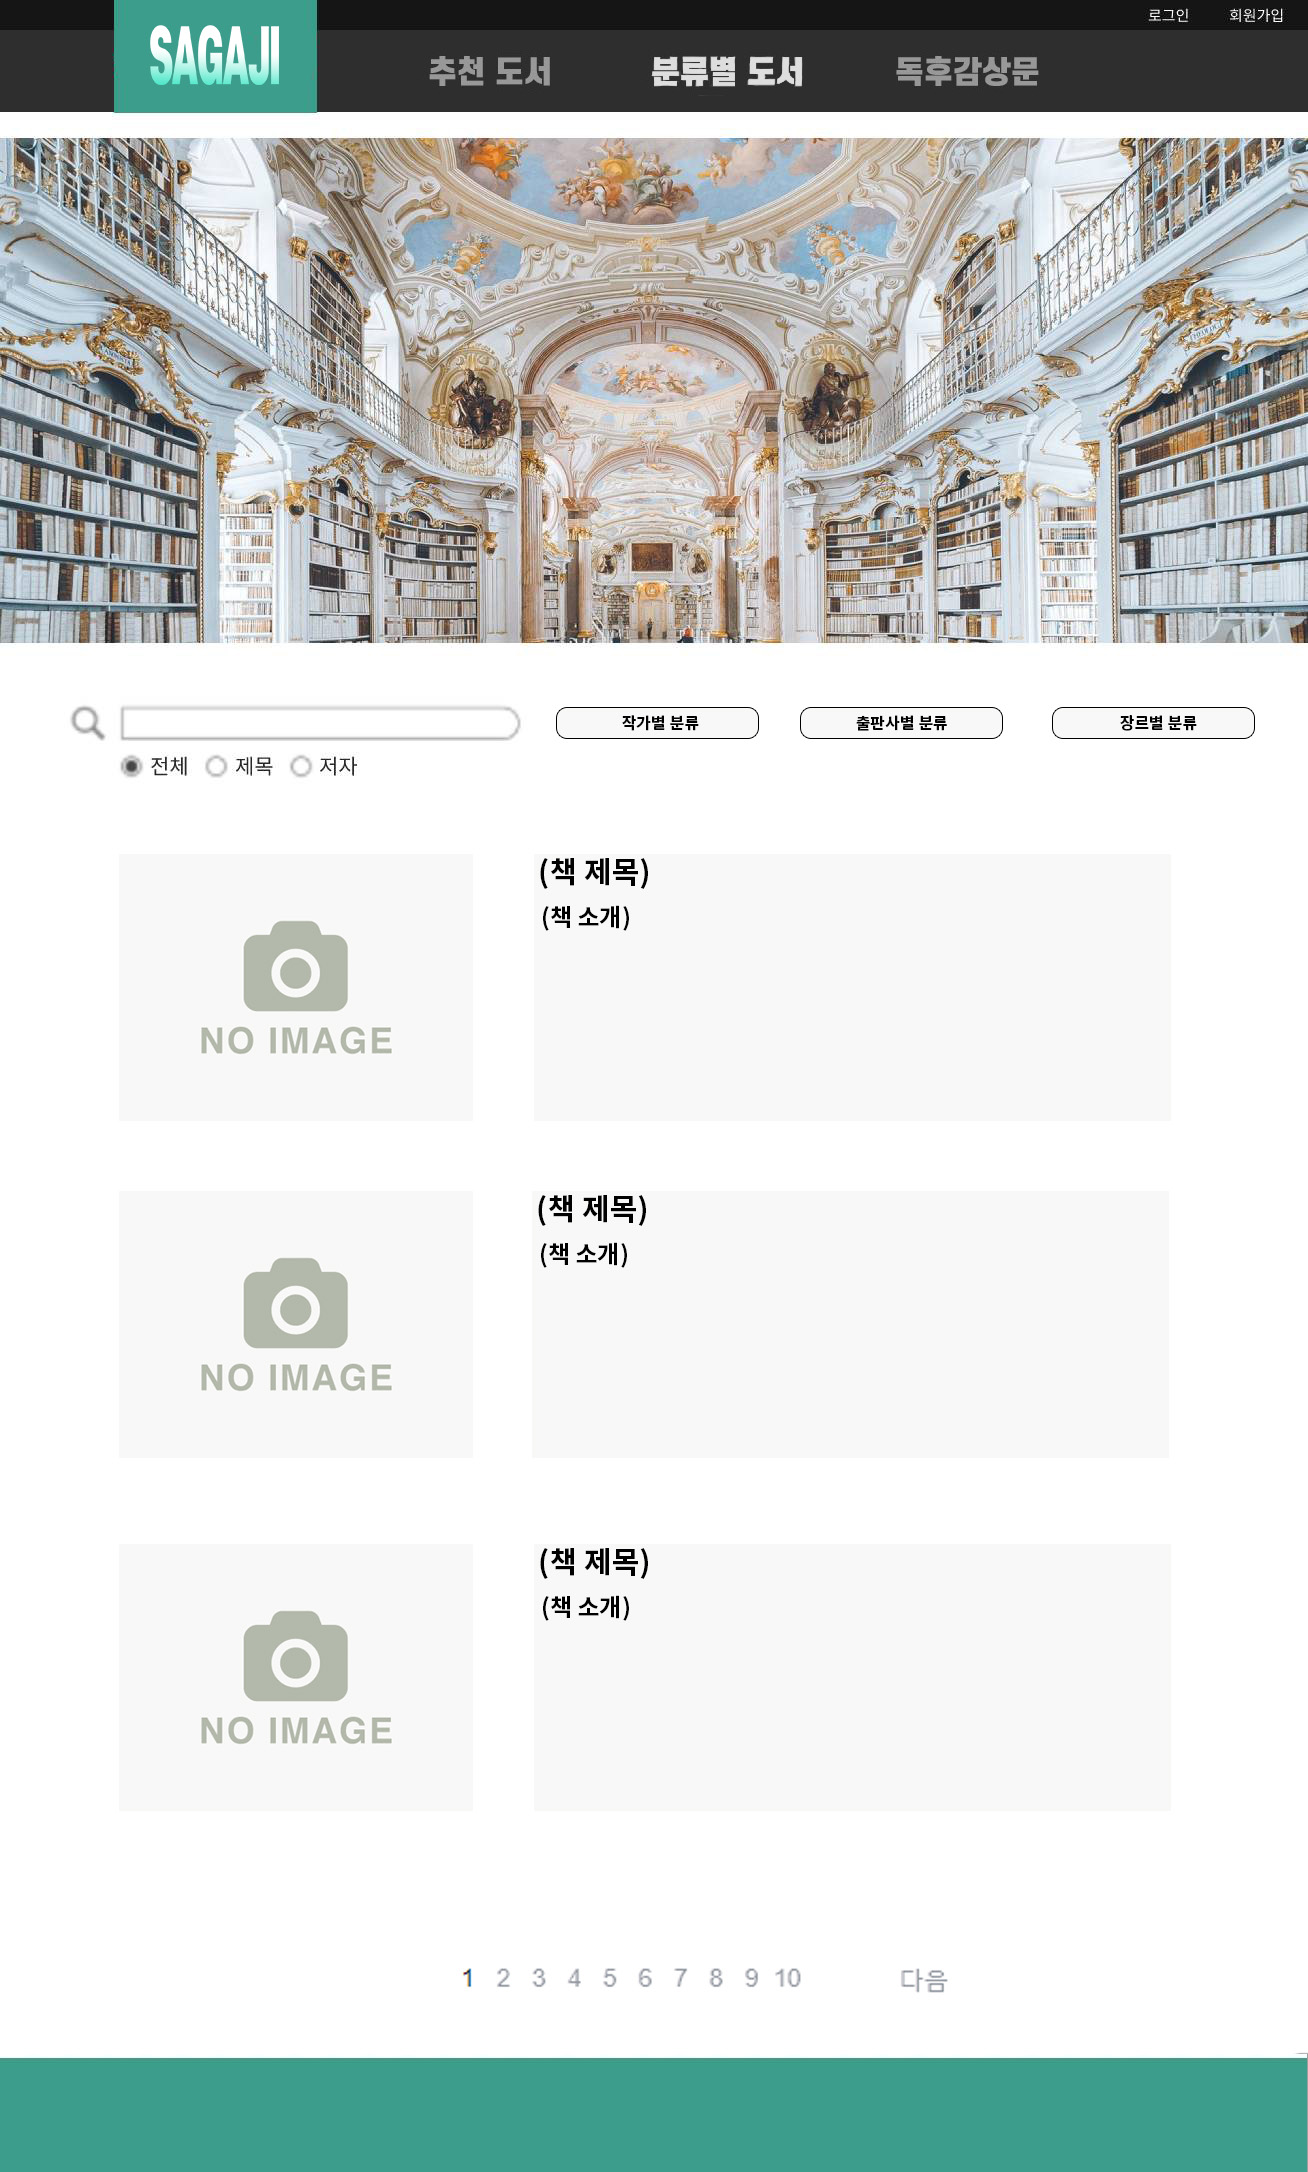 로그인 회원가입
SAGAJI
추천 도서 분류별 도서 독후감상문
작가별 분류 출판사별 분류 장르별 분류
전체 제목 저자
NO IMAGE
(책 제목)
(책 소개)
NO IMAGE
(책 제목)
(책 소개)
NO IMAGE
(책 제목)
(책 소개)
1 2 3 4 5 6 7 8 9 10 다음